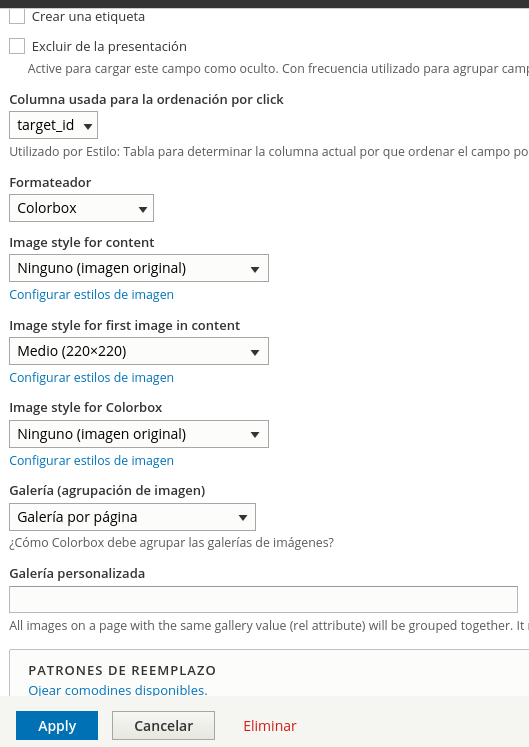 Crear una etiqueta
Excluir de la presentación
Active para cargar este campo como oculto. Con frecuencia utilizado para agrupar
Columna usada para la ordenación por click
target_id
Utilizado por Estilo: Tabla para determinar la columna actual por que ordenar el campo
Formateador
Colorbox
Image style for content
Ninguno (imagen original)
Configurar estilos de imagen
Image style for first image in content
Medio (220×220)
Configurar estilos de imagen
Image style for Colorbox
Ninguno (imagen original)
Configurar estilos de imagen
Galería (agrupación de imagen)
Galería por página
¿Cómo Colorbox debe agrupar las galerías de imágenes?
Galería personalizada
All images on a page with the same gallery value (rel attribute) will be grouped together. It
PATRONES DE REEMPLAZO
Ojear comodines disponibles.
Apply
Cancelar
Eliminar